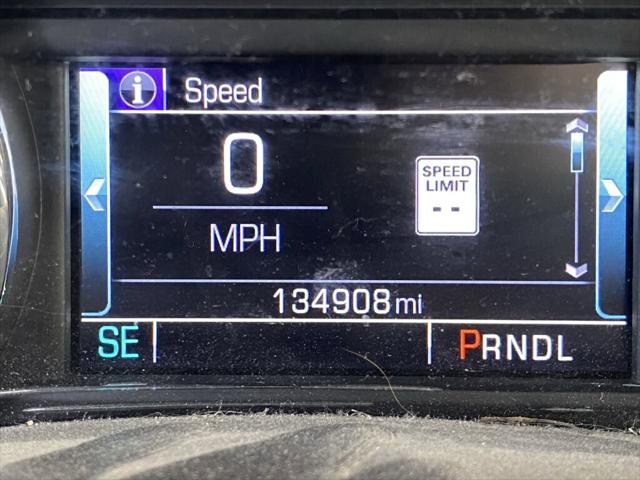 i Speed
0
MPH
SPEED
LIMIT
--
134908 mi
SE PRNDL